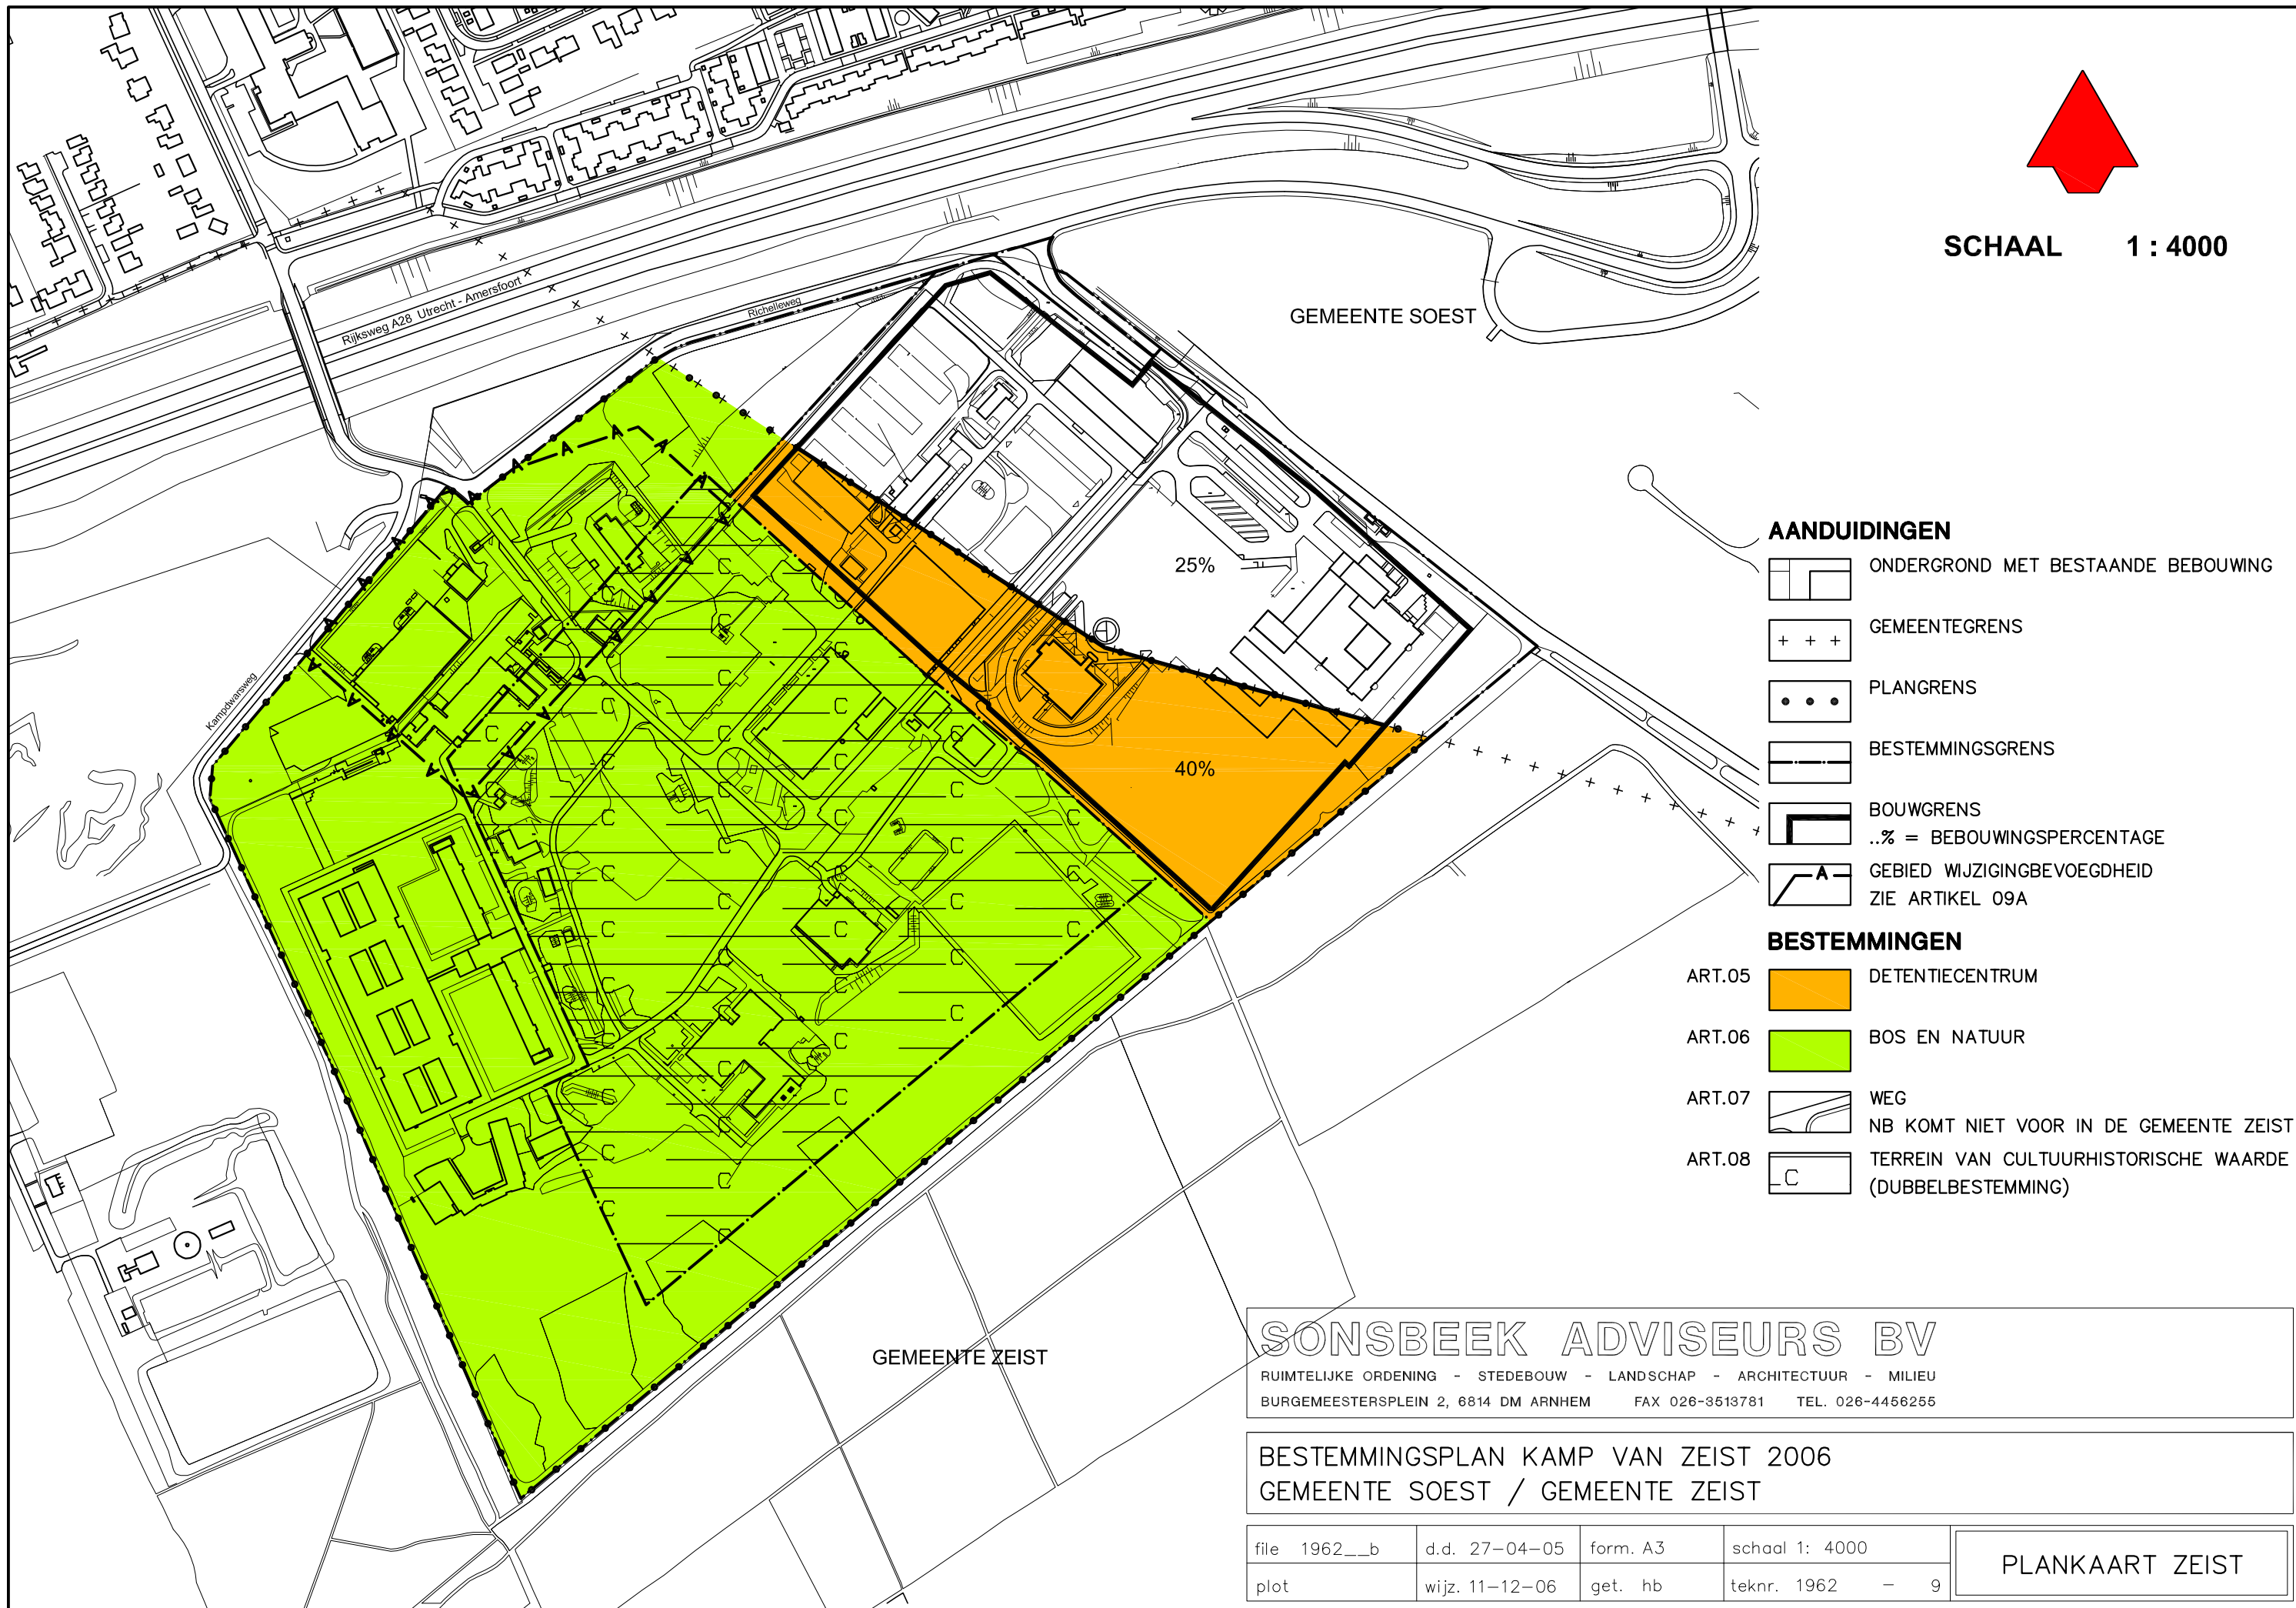 SCHAAL 1 : 4000
Rijksweg A28 Utrecht - Amersfoort
Richelleweg
GEMEENTE SOEST
Kampdwarsweg
25%
40%
GEMEENTE ZEIST
AANDUIDINGEN
ONDERGROND MET BESTAANDE BEBOUWING
GEMEENTEGRENS
PLANGRENS
BESTEMMINGSGRENS
BOUWGRENS
..% = BEBOUWINGSPERCENTAGE
A
GEBIED WIJZIGINGBEVOEGDHEID
ZIE ARTIKEL 09A
BESTEMMINGEN
ART.05 DETENTIECENTRUM
ART.06 BOS EN NATUUR
ART.07 WEG
NB KOMT NIET VOOR IN DE GEMEENTE ZEIST
ART.08 C TERREIN VAN CULTUURHISTORISCHE WAARDE
(DUBBELBESTEMMING)
SONSBEEK ADVISEURS BV
RUIMTELIJKE ORDENING - STEDEBOUW - LANDSCHAP - ARCHITECTUUR - MILIEU
BURGEMEESTERSPLEIN 2, 6814 DM ARNHEM FAX 026-3513781 TEL. 026-4456255
BESTEMMINGSPLAN KAMP VAN ZEIST 2006
GEMEENTE SOEST / GEMEENTE ZEIST
file 1962__b d.d. 27-04-05 form. A3 schaal 1: 4000
plot wijz. 11-12-06 get. hb teknr. 1962 - 9
PLANKAART ZEIST